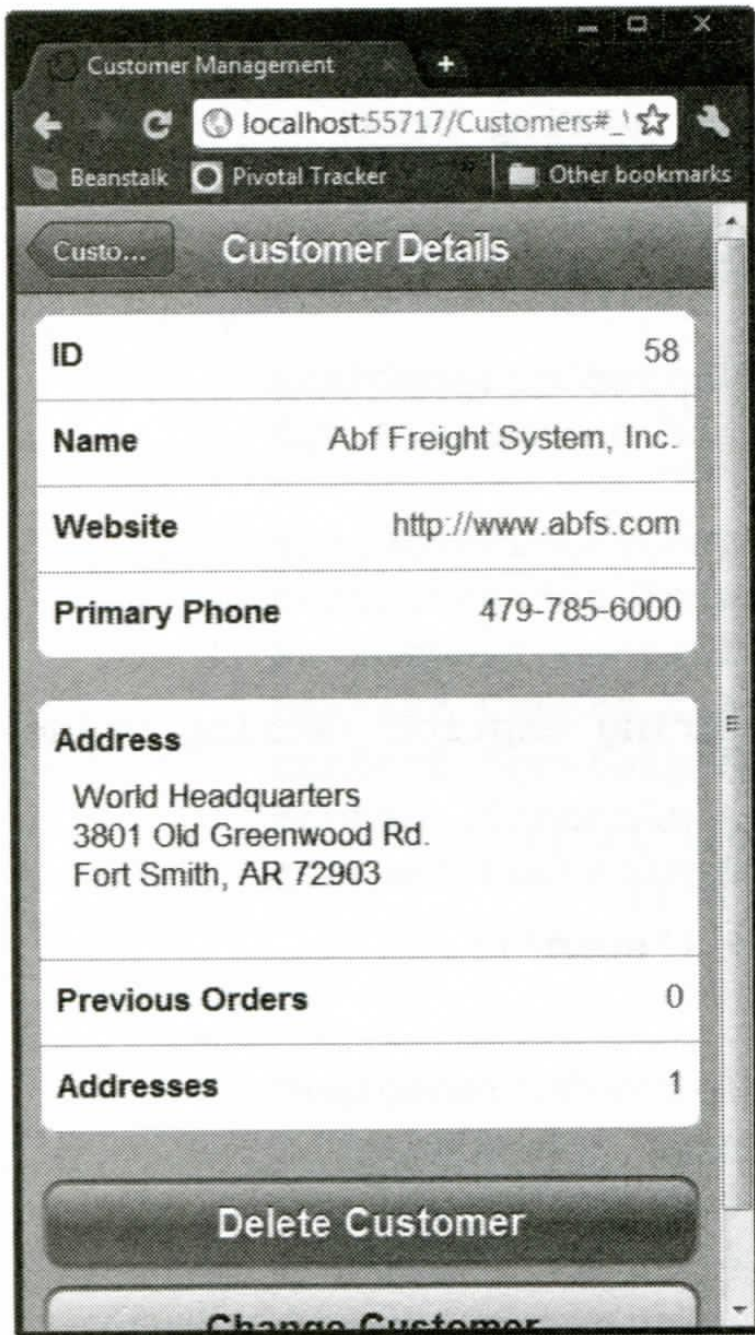 Customer Management
localhost:55717/Customers#_
Beanstalk Pivotal Tracker » Other bookmarks
Custo... Customer Details
ID 58
Name Abf Freight System, Inc.
Website http://www.abfs.com
Primary Phone 479-785-6000
Address
World Headquarters
3801 Old Greenwood Rd.
Fort Smith, AR 72903
Previous Orders 0
Addresses 1
Delete Customer
Change Customer